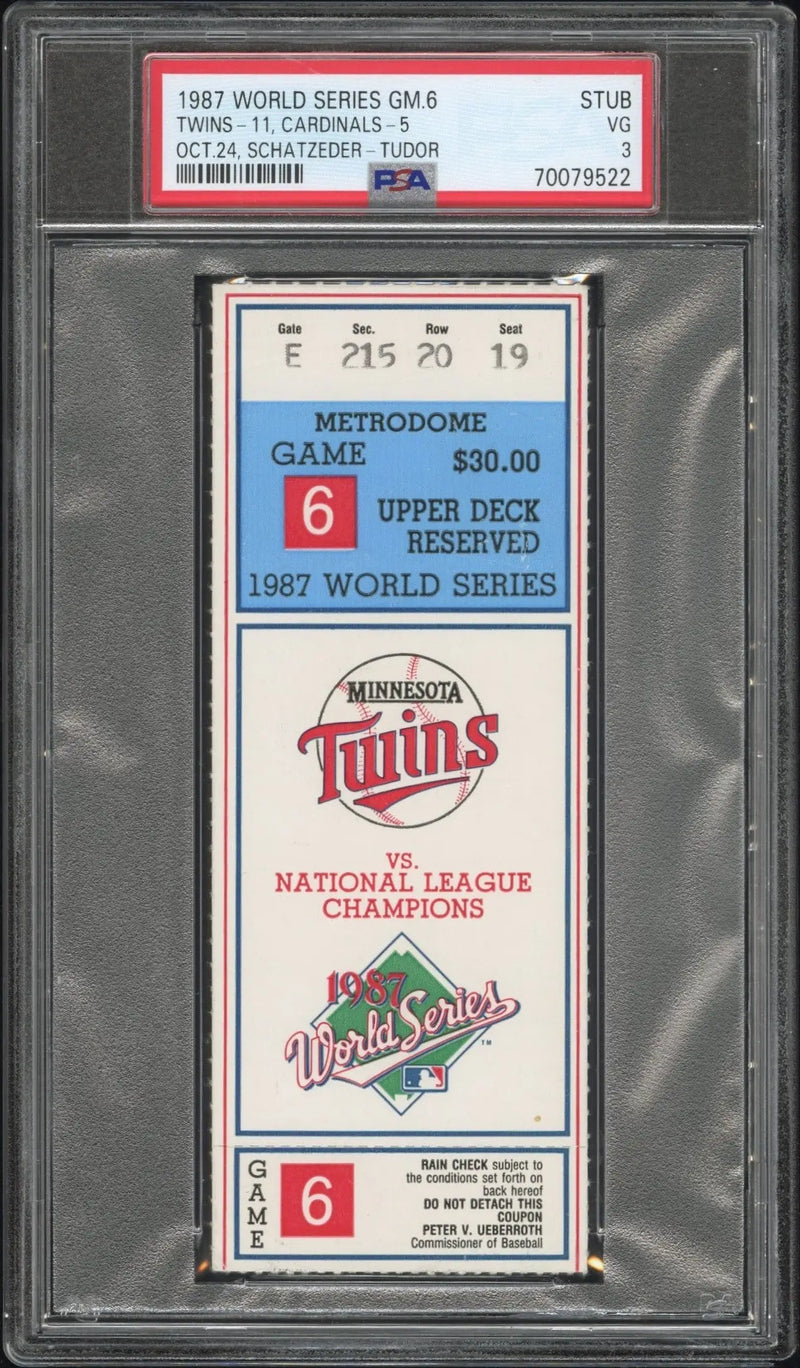 1987 WORLD SERIES GM.6 STUB
TWINS - 11, CARDINALS - 5 VG
OCT.24, SCHATZEDER - TUDOR 3
PSA 70079522
Gate Sec. Row Seat
E 215 20 19
METRODOME
GAME $30.00
6 UPPER DECK
RESERVED
1987 WORLD SERIES
MINNESOTA
Twins
VS.
NATIONAL LEAGUE
CHAMPIONS
1987
World Series
TM
GAME
6
RAIN CHECK subject to
the conditions set forth on
back hereof
DO NOT DETACH THIS
COUPON
PETER V. UEBERROTH
Commissioner of Baseball